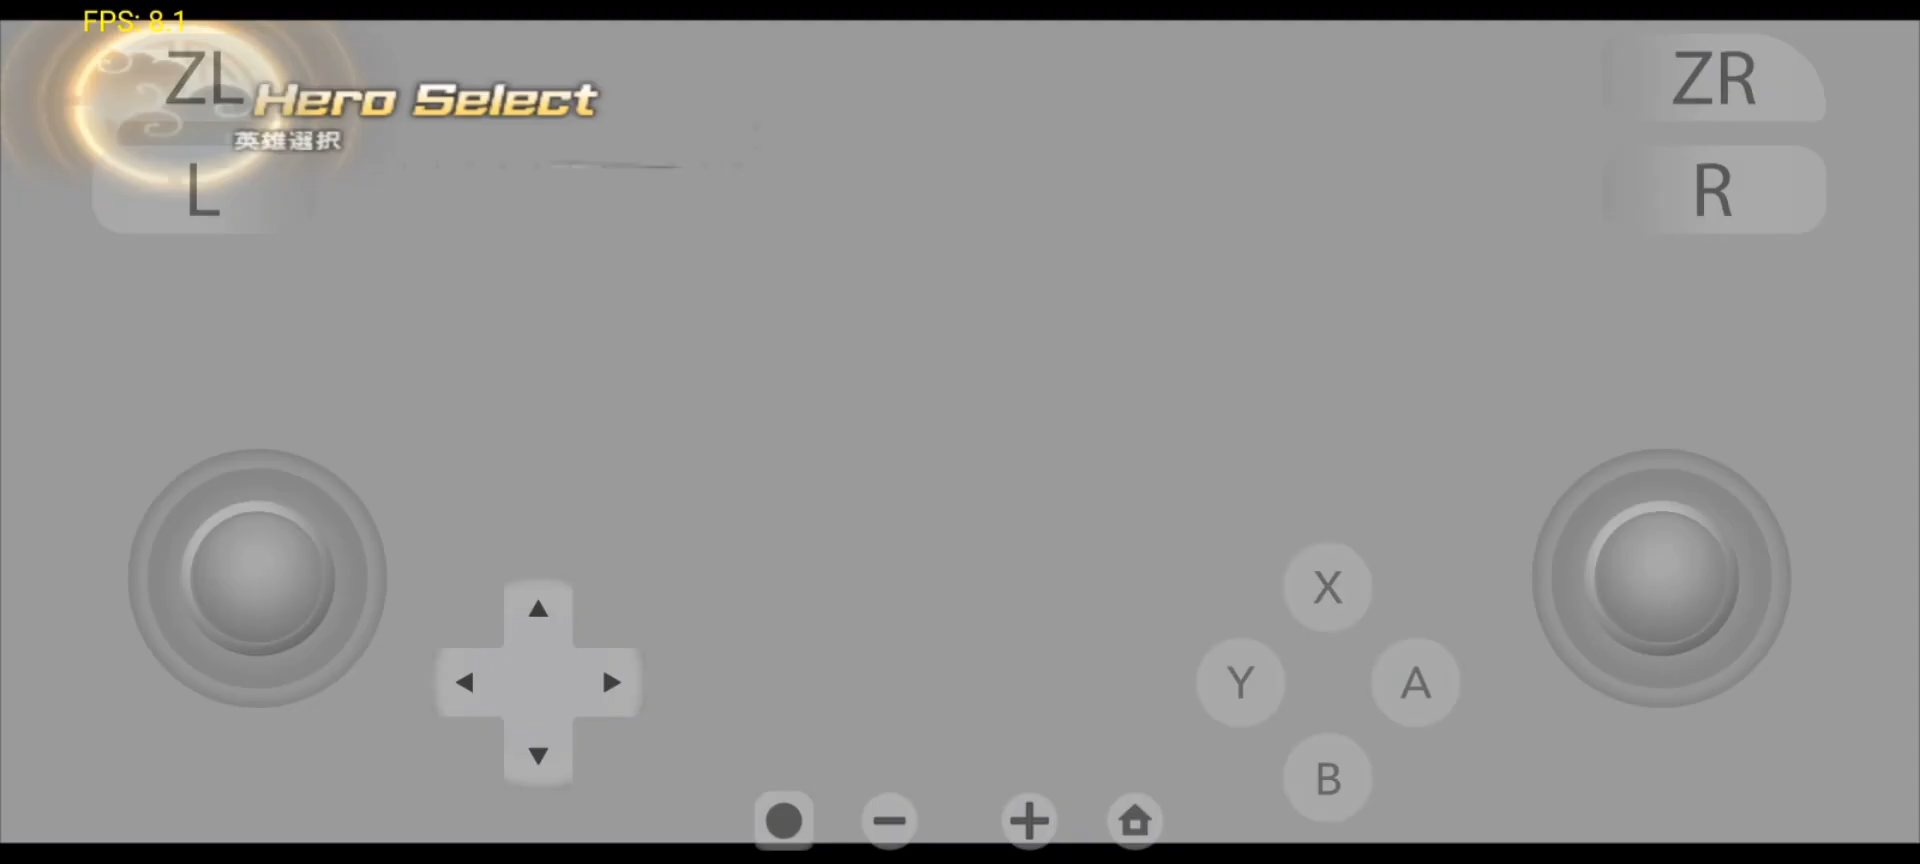 FPS: 8.1
ZL
Hero Select
英雄選択
L
ZR
R
X
Y
A
B